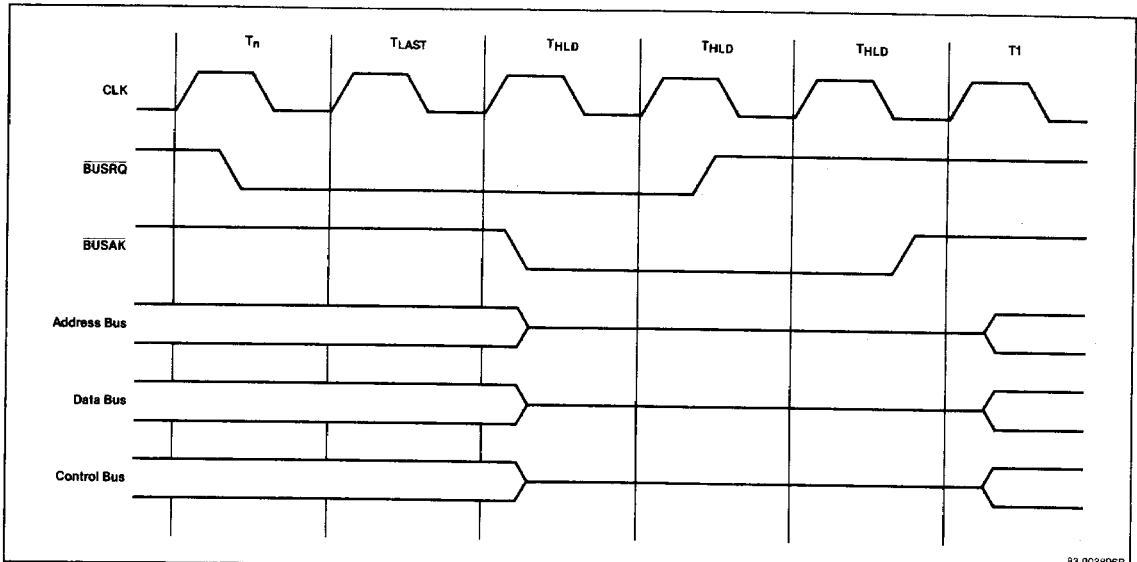 Tn TLAST THLD THLD THLD T1
CLK
BUSRQ
BUSAK
Address Bus
Data Bus
Control Bus